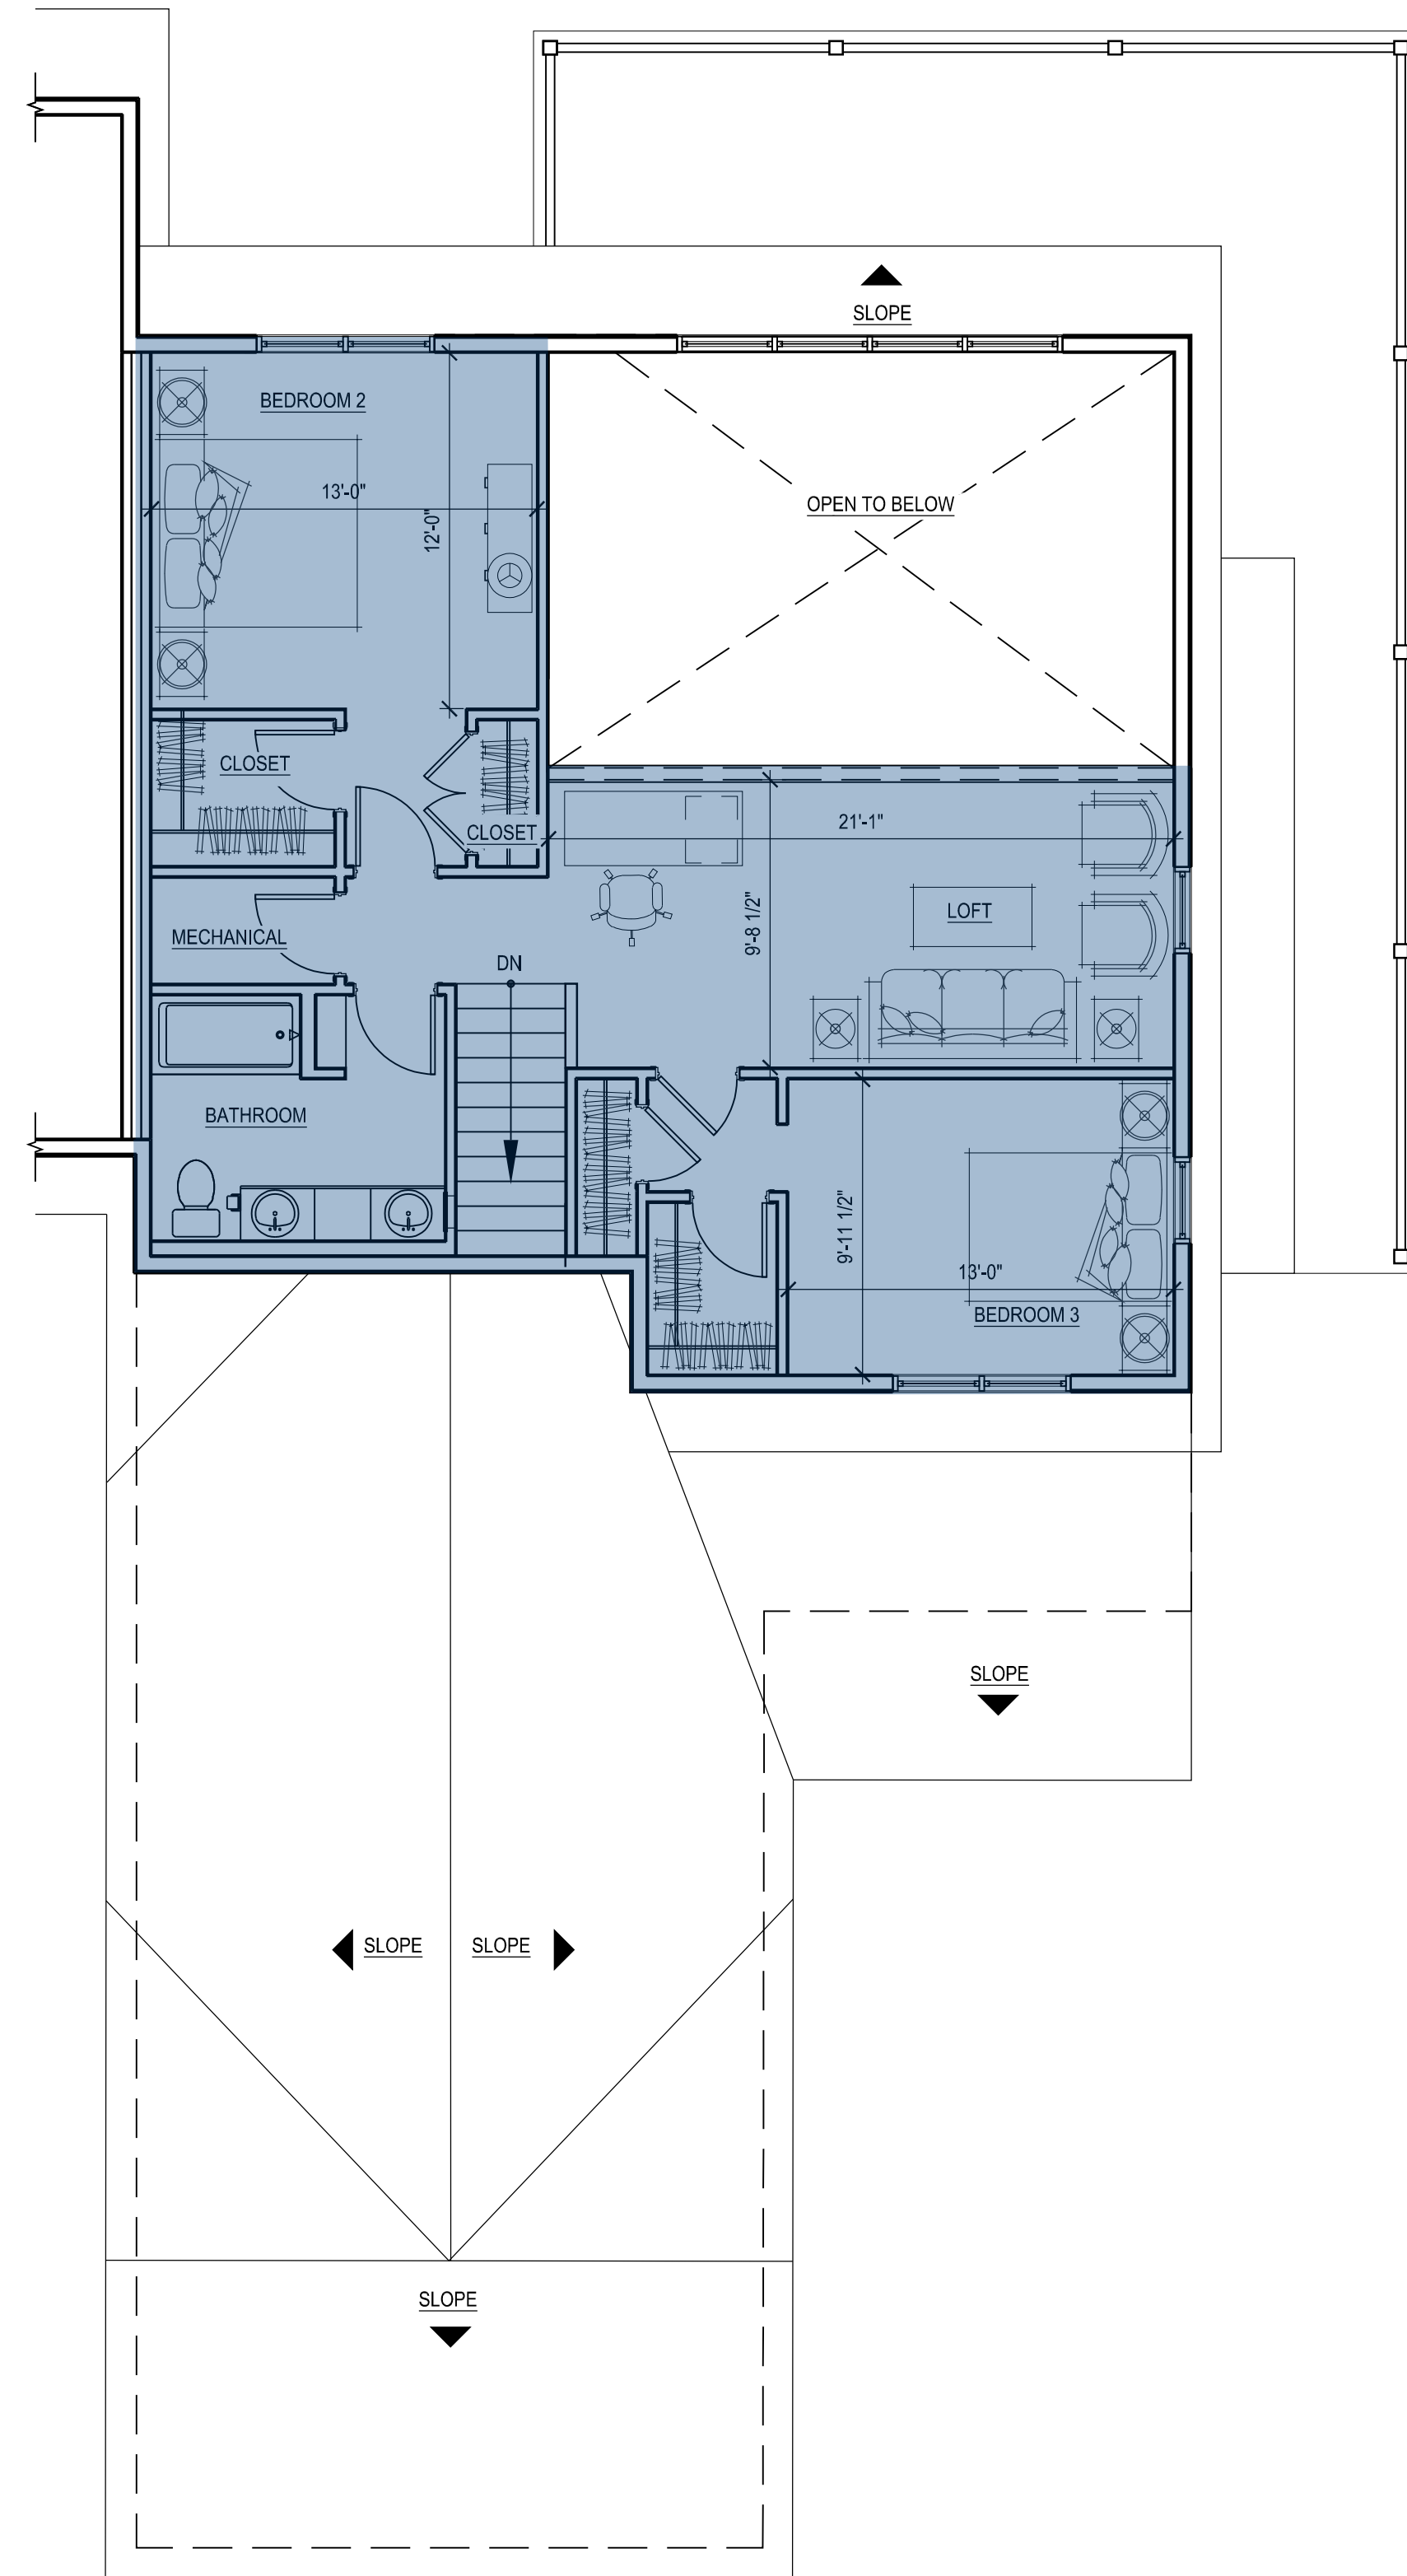 SLOPE
BEDROOM 2
13'-0"
12'-0"
OPEN TO BELOW
CLOSET
CLOSET
21'-1"
9'-8 1/2"
LOFT
MECHANICAL
DN
BATHROOM
9'-11 1/2"
13'-0"
BEDROOM 3
SLOPE
SLOPE
SLOPE
SLOPE